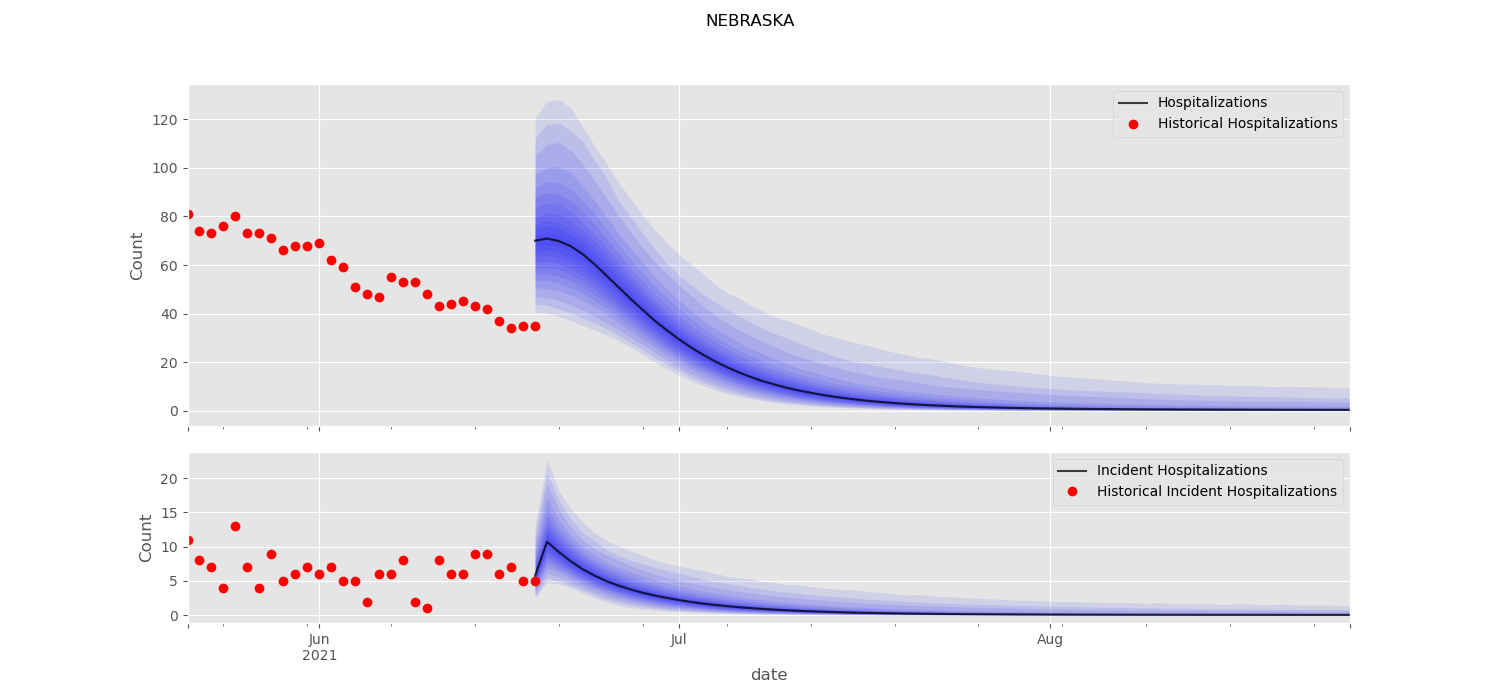 NEBRASKA
Hospitalizations
Historical Hospitalizations
120
100
80
60
40
20
0
Count
Incident Hospitalizations
Historical Incident Hospitalizations
20
15
10
5
0
Count
Jun
2021
Jul
Aug
date